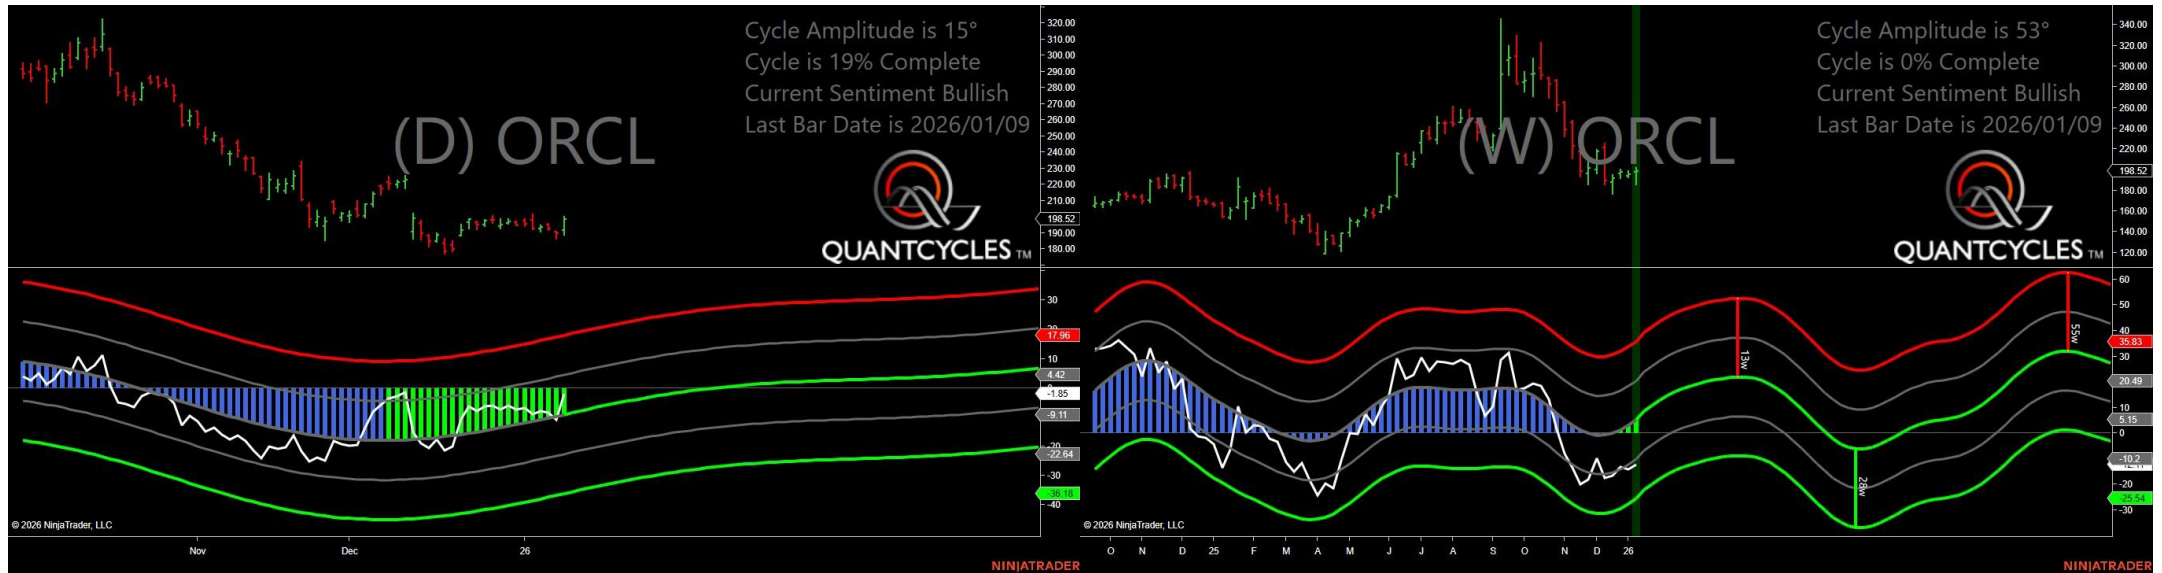 Cycle Amplitude is 15°
Cycle is 19% Complete
Current Sentiment Bullish
Last Bar Date is 2026/01/09
(D) ORCL
QUANTCYCLES TM
320.00
310.00
300.00
290.00
280.00
270.00
260.00
250.00
240.00
230.00
220.00
210.00
200.00
198.52
190.00
180.00
30
17.96
10
4.42
-1.85
-9.11
-22.64
-30
-36.18
-40
© 2026 NinjaTrader, LLC
Nov
Dec
26
NINJATRADER
Cycle Amplitude is 53°
Cycle is 0% Complete
Current Sentiment Bullish
Last Bar Date is 2026/01/09
(W) ORCL
QUANTCYCLES TM
340.00
320.00
300.00
280.00
260.00
240.00
220.00
198.52
180.00
160.00
140.00
120.00
60
50
40
35.83
30
20.49
10
5.15
0
-10.2
-20
-25.54
-30
13w
28w
55w
© 2026 NinjaTrader, LLC
O N D 25 F M A M J J A S O N D 26
NINJATRADER